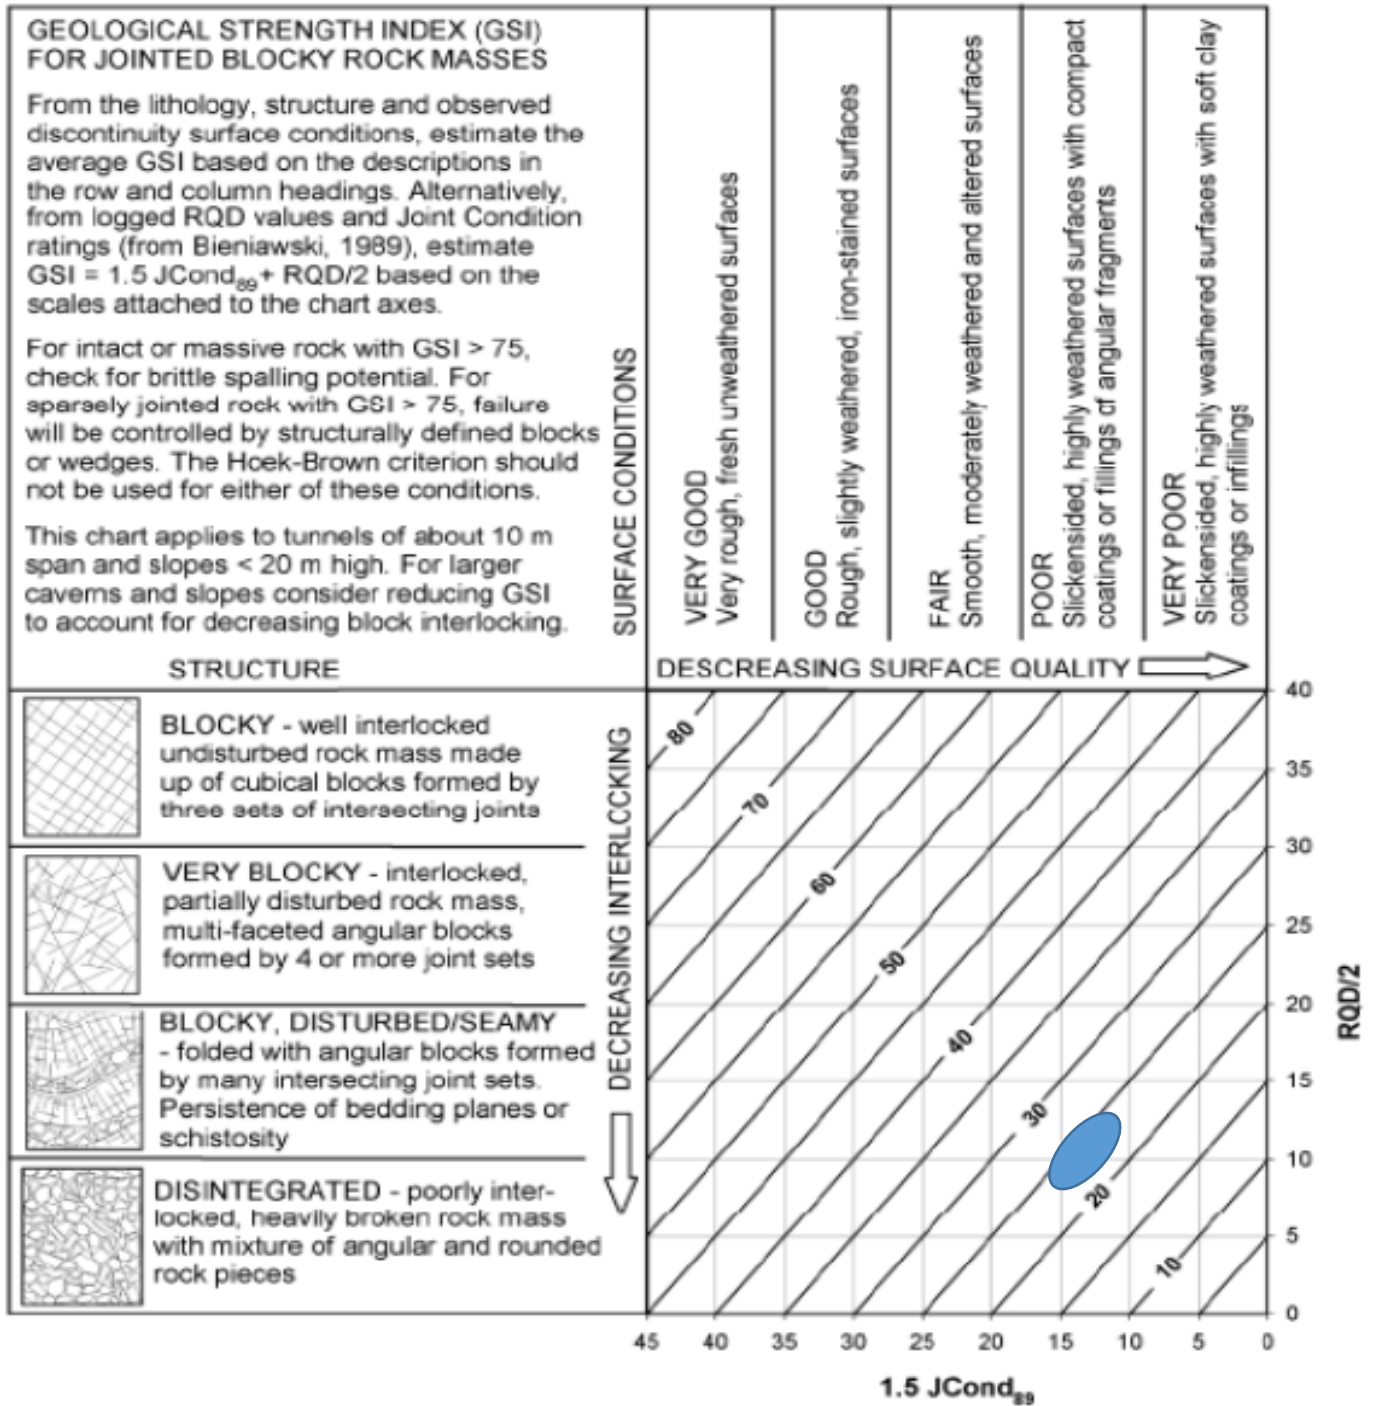 GEOLOGICAL STRENGTH INDEX (GSI)
FOR JOINTED BLOCKY ROCK MASSES
From the lithology, structure and observed
discontinuity surface conditions, estimate the
average GSI based on the descriptions in
the row and column headings. Alternatively,
from logged RQD values and Joint Condition
ratings (from Bieniawski, 1989), estimate
GSI = 1.5 JCond89+ RQD/2 based on the
scales attached to the chart axes.
For intact or massive rock with GSI > 75,
check for brittle spalling potential. For
sparsely jointed rock with GSI > 75, failure
will be controlled by structurally defined blocks
or wedges. The Hoek-Brown criterion should
not be used for either of these conditions.
This chart applies to tunnels of about 10 m
span and slopes < 20 m high. For larger
caverns and slopes consider reducing GSI
to account for decreasing block interlocking.
STRUCTURE
SURFACE CONDITIONS
VERY GOOD
Very rough, fresh unweathered surfaces
GOOD
Rough, slightly weathered, iron-stained surfaces
FAIR
Smooth, moderately weathered and altered surfaces
POOR
Slickensided, highly weathered surfaces with compact
coatings or fillings of angular fragments
VERY POOR
Slickensided, highly weathered surfaces with soft clay
coatings or infillings
DESCREASING SURFACE QUALITY
BLOCKY - well interlocked
undisturbed rock mass made
up of cubical blocks formed by
three sets of intersecting joints
VERY BLOCKY - interlocked,
partially disturbed rock mass,
multi-faceted angular blocks
formed by 4 or more joint sets
BLOCKY, DISTURBED/SEAMY
- folded with angular blocks formed
by many intersecting joint sets.
Persistence of bedding planes or
schistosity
DISINTEGRATED - poorly inter-
locked, heavily broken rock mass
with mixture of angular and rounded
rock pieces
DECREASING INTERLCCKING
80
70
60
50
40
30
20
10
40
35
30
25
20
15
10
5
0
RQD/2
45 40 35 30 25 20 15 10 5 0
1.5 JCond89